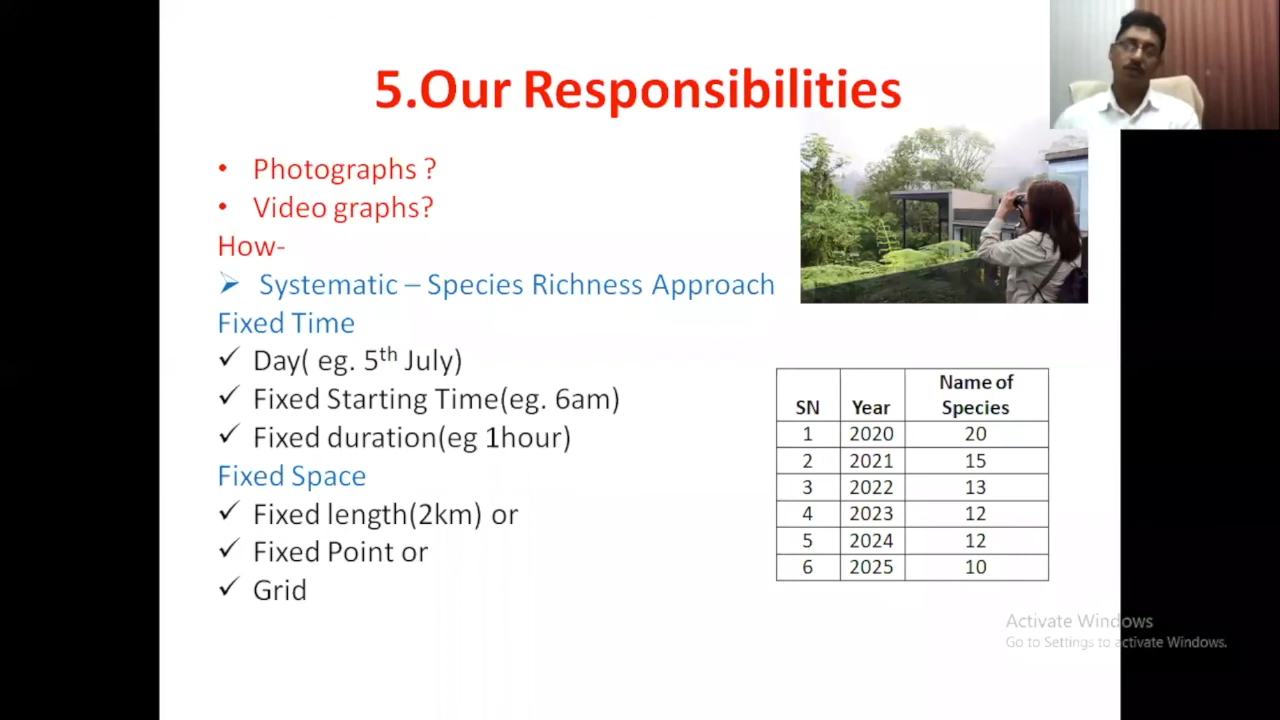 5.Our Responsibilities
• Photographs ?
• Video graphs?
How-
➢ Systematic – Species Richness Approach
Fixed Time
✓ Day( eg. 5th July)
✓ Fixed Starting Time(eg. 6am)
✓ Fixed duration(eg 1hour)
Fixed Space
✓ Fixed length(2km) or
✓ Fixed Point or
✓ Grid
SN Year Name of Species
1 2020 20
2 2021 15
3 2022 13
4 2023 12
5 2024 12
6 2025 10
Activate Windows
Go to Settings to activate Windows.